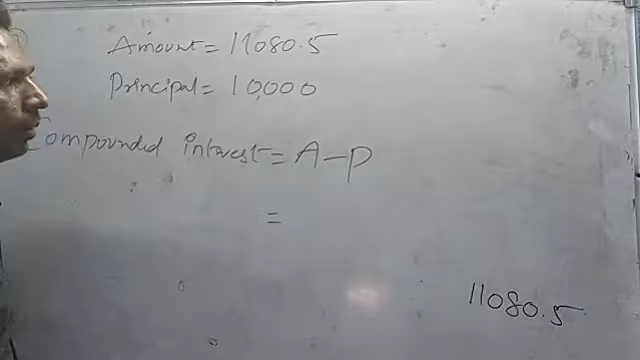 Amount = 11080.5
Principal = 10,000
Compounded interest = A-P
=
11080.5